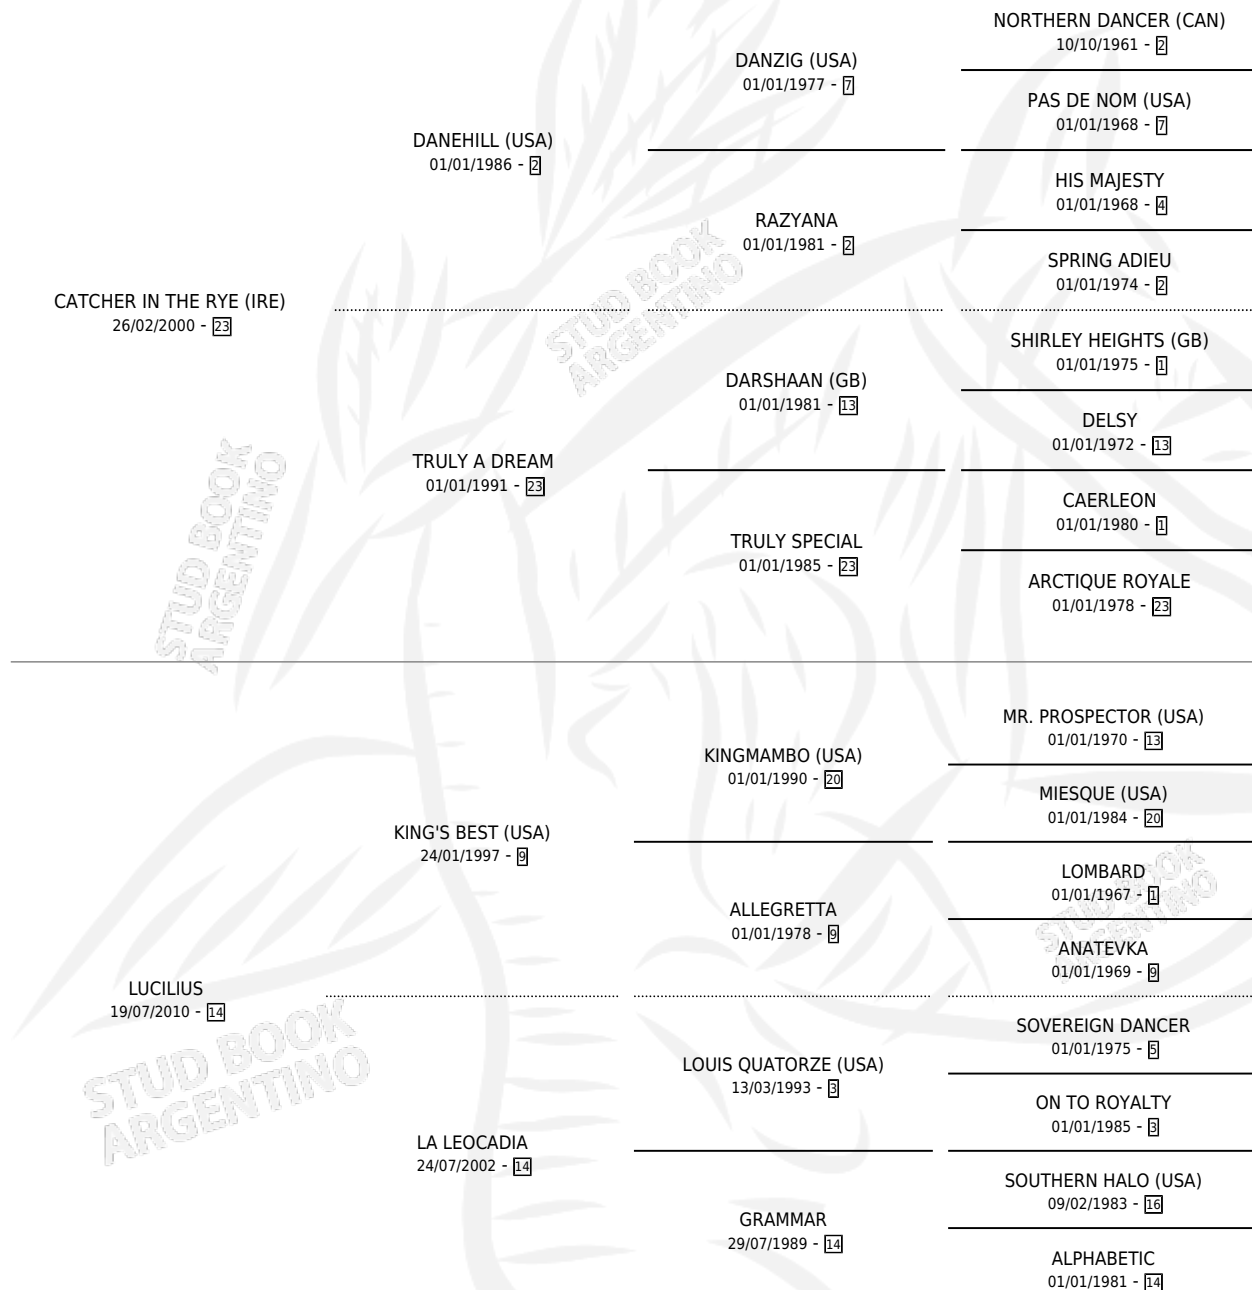 NORTHERN DANCER (CAN)
10/10/1961 - 2
DANZIG (USA)
01/01/1977 - 7
PAS DE NOM (USA)
01/01/1968 - 7
DANEHILL (USA)
01/01/1986 - 2
HIS MAJESTY
01/01/1968 - 4
RAZYANA
01/01/1981 - 2
SPRING ADIEU
01/01/1974 - 2
CATCHER IN THE RYE (IRE)
26/02/2000 - 23
STUD BOOK
ARGENTINO
SHIRLEY HEIGHTS (GB)
01/01/1975 - 1
DARSHAAN (GB)
01/01/1981 - 13
DELSY
01/01/1972 - 13
TRULY A DREAM
01/01/1991 - 23
CAERLEON
01/01/1980 - 1
TRULY SPECIAL
01/01/1985 - 23
ARCTIQUE ROYALE
01/01/1978 - 23
STUD BOOK
ARGENTINO
MR. PROSPECTOR (USA)
01/01/1970 - 13
KINGMAMBO (USA)
01/01/1990 - 20
MIESQUE (USA)
01/01/1984 - 20
KING'S BEST (USA)
24/01/1997 - 9
LOMBARD
01/01/1967 - 1
ALLEGRETTA
01/01/1978 - 9
STUD BOOK
ARGENTINO
ANATEVKA
01/01/1969 - 9
LUCILIUS
19/07/2010 - 14
STUD BOOK
ARGENTINO
SOVEREIGN DANCER
01/01/1975 - 5
LOUIS QUATORZE (USA)
13/03/1993 - 3
ON TO ROYALTY
01/01/1985 - 3
LA LEOCADIA
24/07/2002 - 14
SOUTHERN HALO (USA)
09/02/1983 - 16
GRAMMAR
29/07/1989 - 14
ALPHABETIC
01/01/1981 - 14